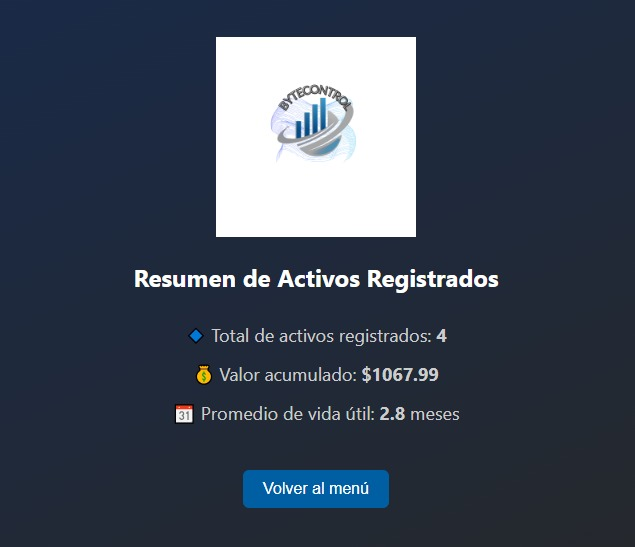 BYTECONTROL
Resumen de Activos Registrados
Total de activos registrados: 4
Valor acumulado: $1067.99
31 Promedio de vida útil: 2.8 meses
Volver al menú